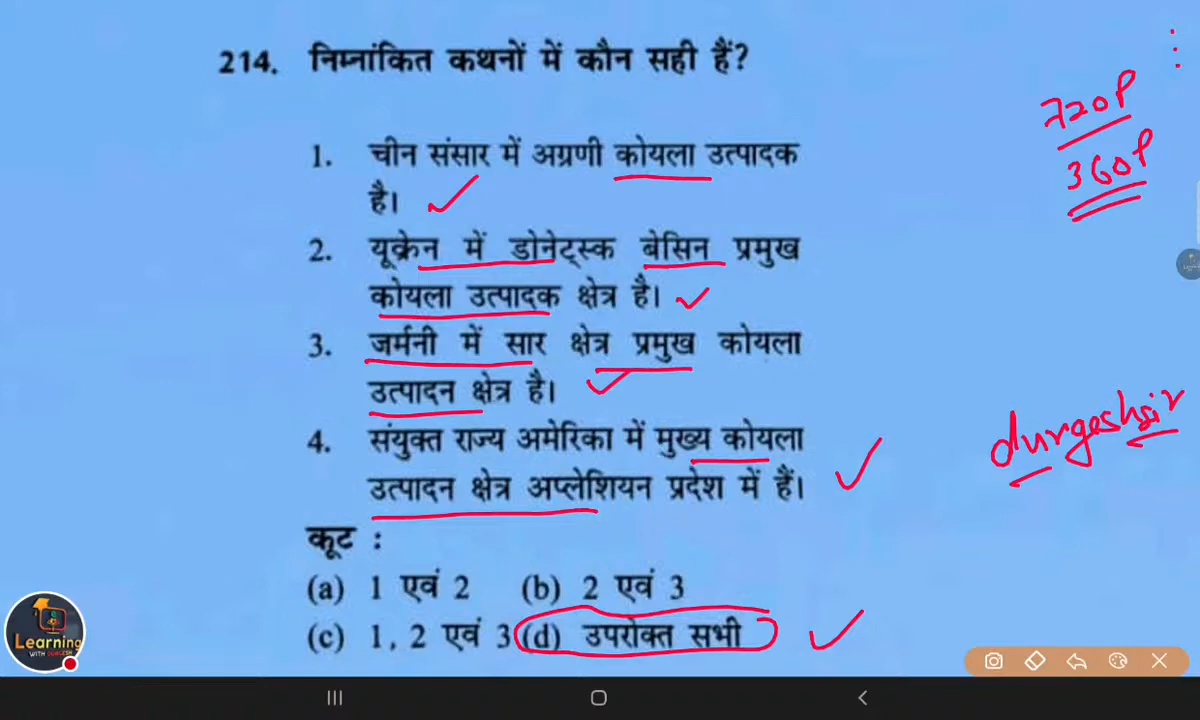 214. निम्नांकित कथनों में कौन सही हैं?
720P
360P
1. चीन संसार में अग्रणी कोयला उत्पादक
है।
2. यूक्रेन में डोनेट्स्क बेसिन प्रमुख
कोयला उत्पादक क्षेत्र है।
3. जर्मनी में सार क्षेत्र प्रमुख कोयला
उत्पादन क्षेत्र है।
durgeshsir
4. संयुक्त राज्य अमेरिका में मुख्य कोयला
उत्पादन क्षेत्र अप्लेशियन प्रदेश में हैं।
कूट :
(a) 1 एवं 2 (b) 2 एवं 3
(c) 1, 2 एवं 3 (d) उपरोक्त सभी
Learning
WITH DURGESH